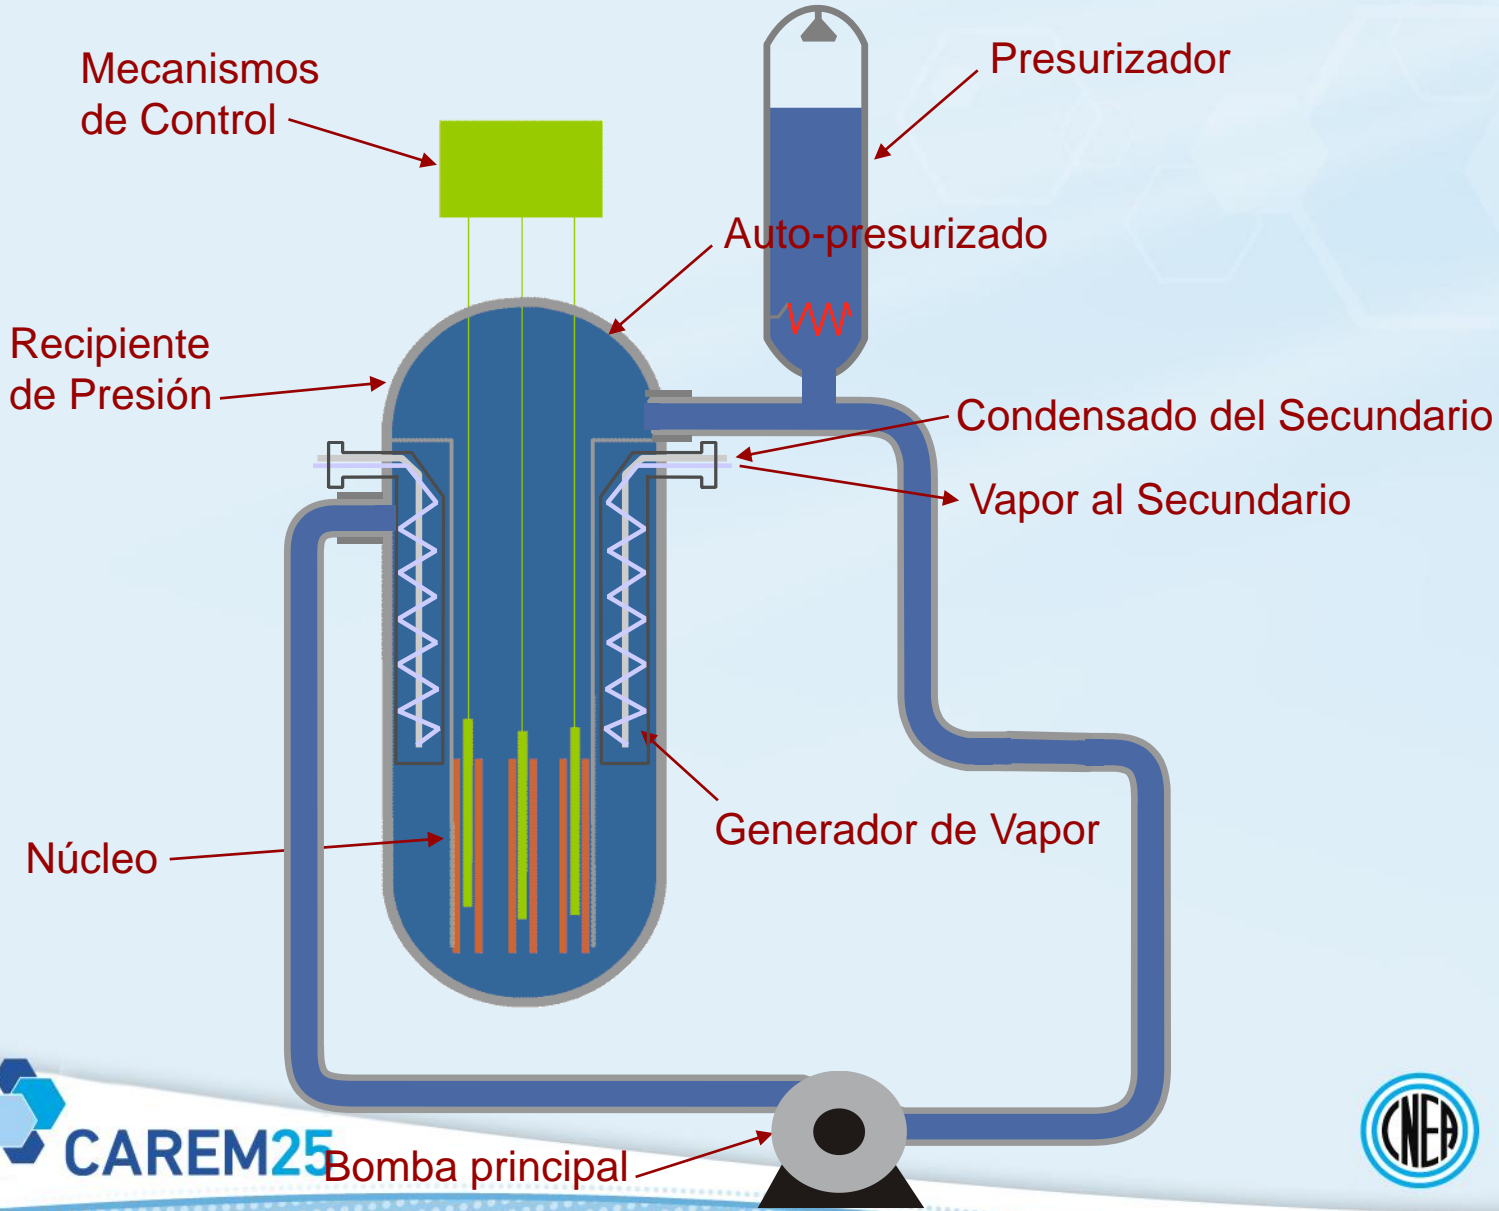 Mecanismos
de Control
Presurizador
Auto-presurizado
Recipiente
de Presión
Condensado del Secundario
Vapor al Secundario
Generador de Vapor
Núcleo
CAREM25
Bomba principal
CNEA